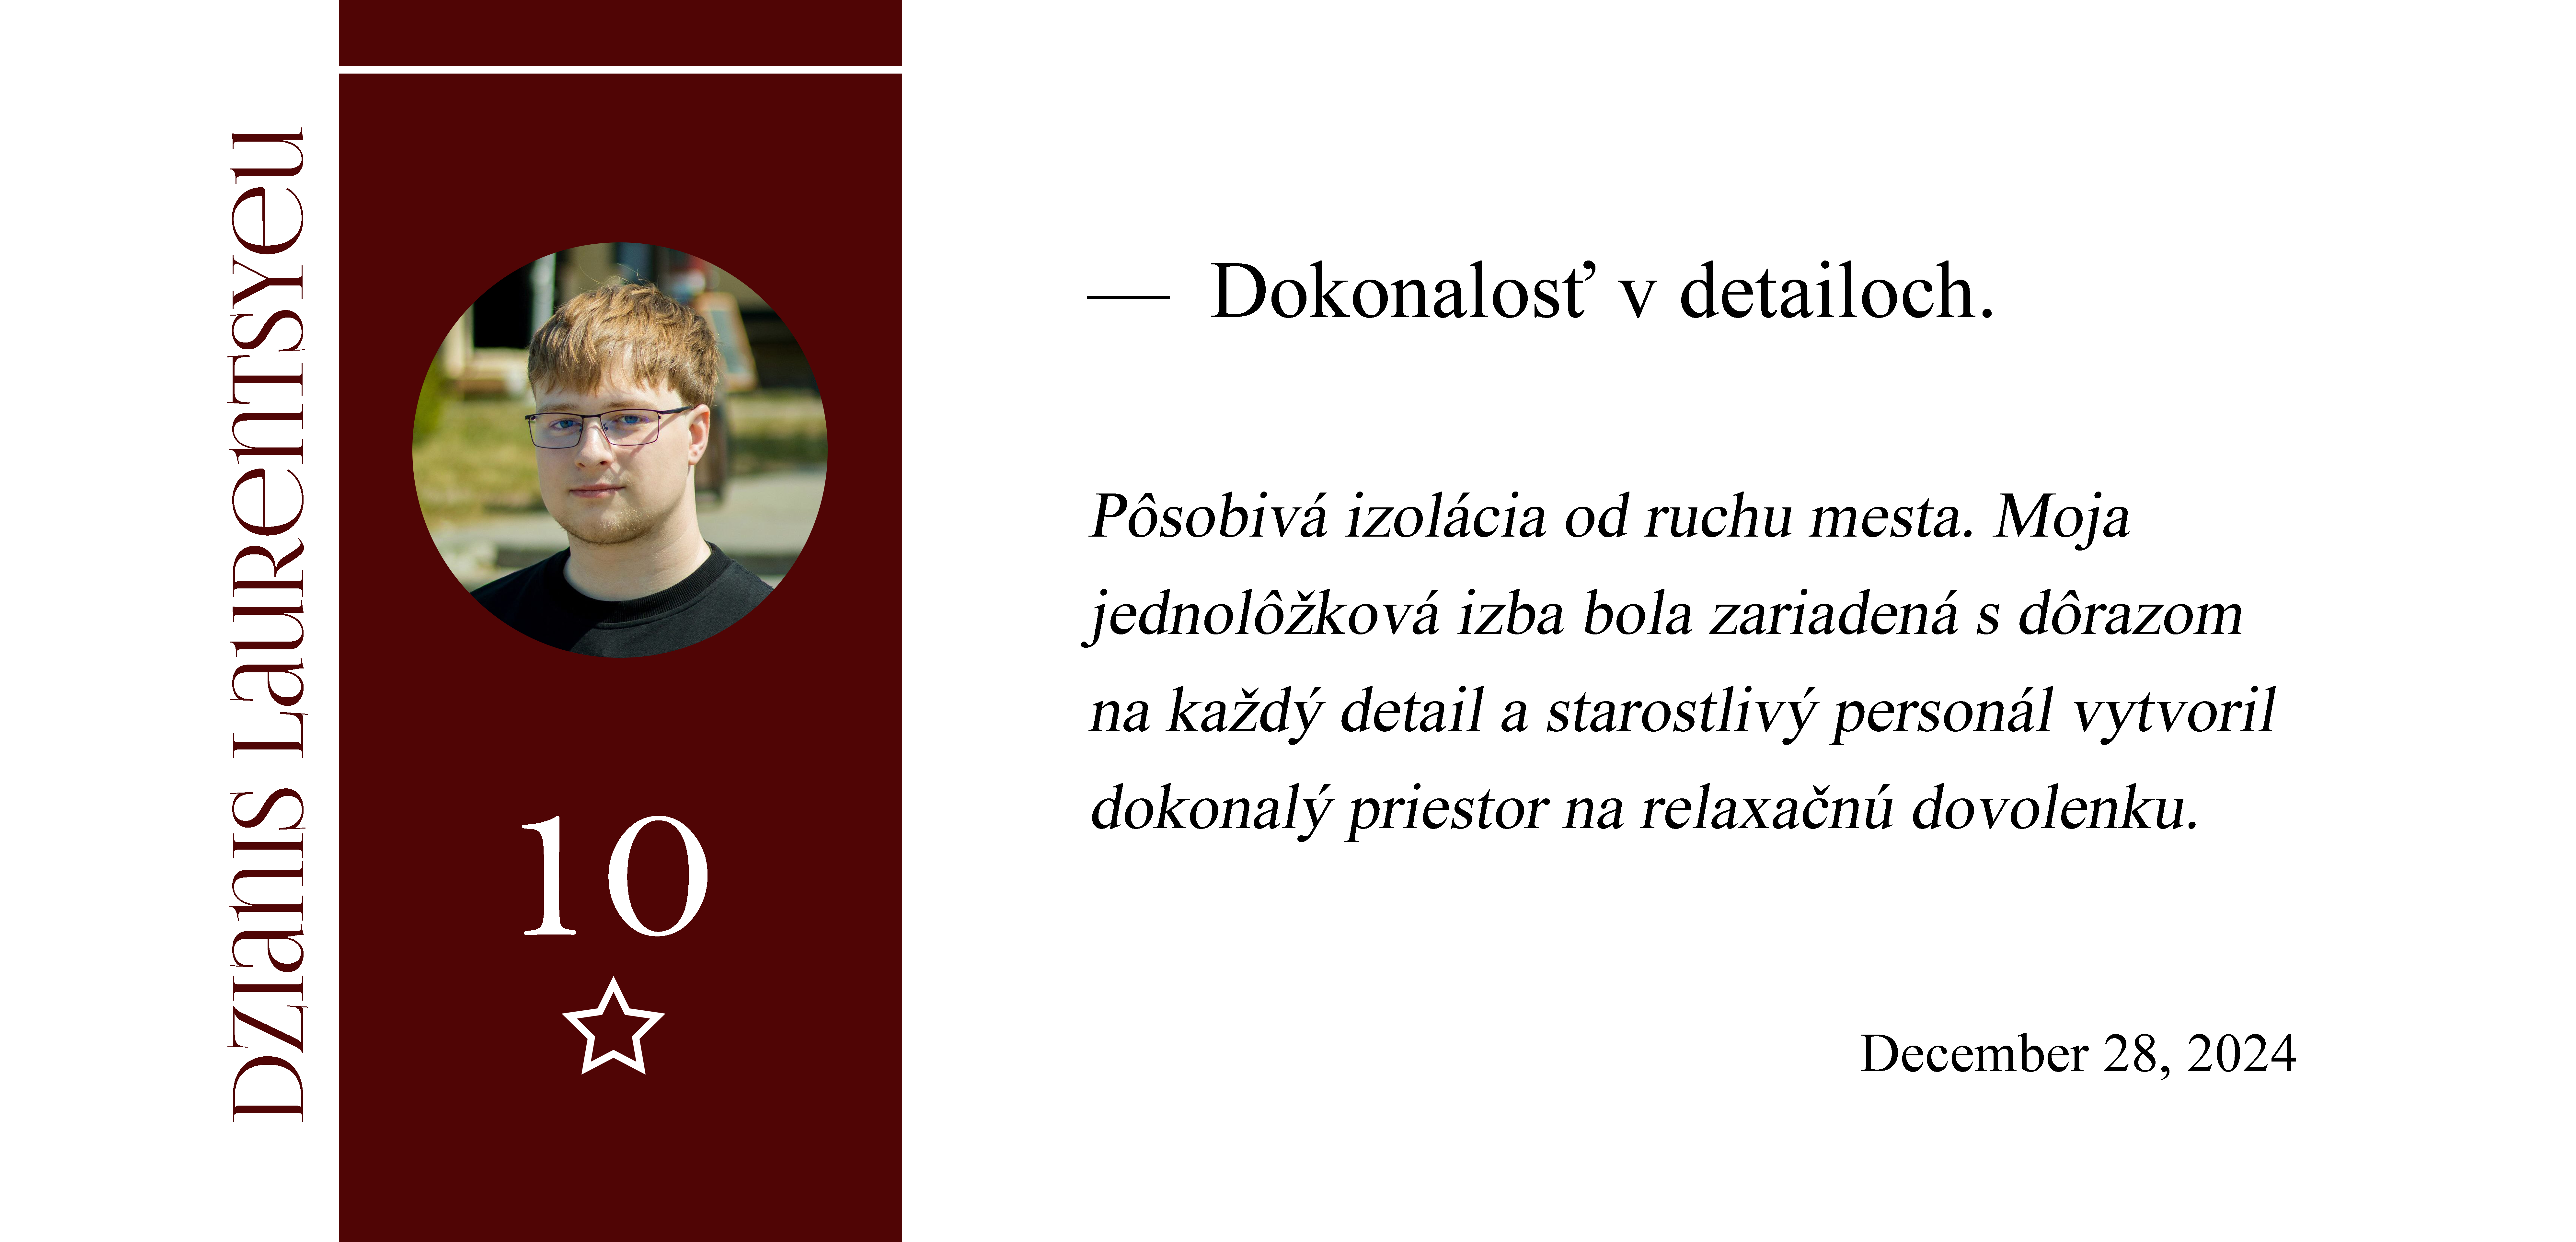 Dzianis Laurentsyeu
10
— Dokonalosť v detailoch.
Pôsobivá izolácia od ruchu mesta. Moja
jednolôžková izba bola zariadená s dôrazom
na každý detail a starostlivý personál vytvoril
dokonalý priestor na relaxačnú dovolenku.
December 28, 2024